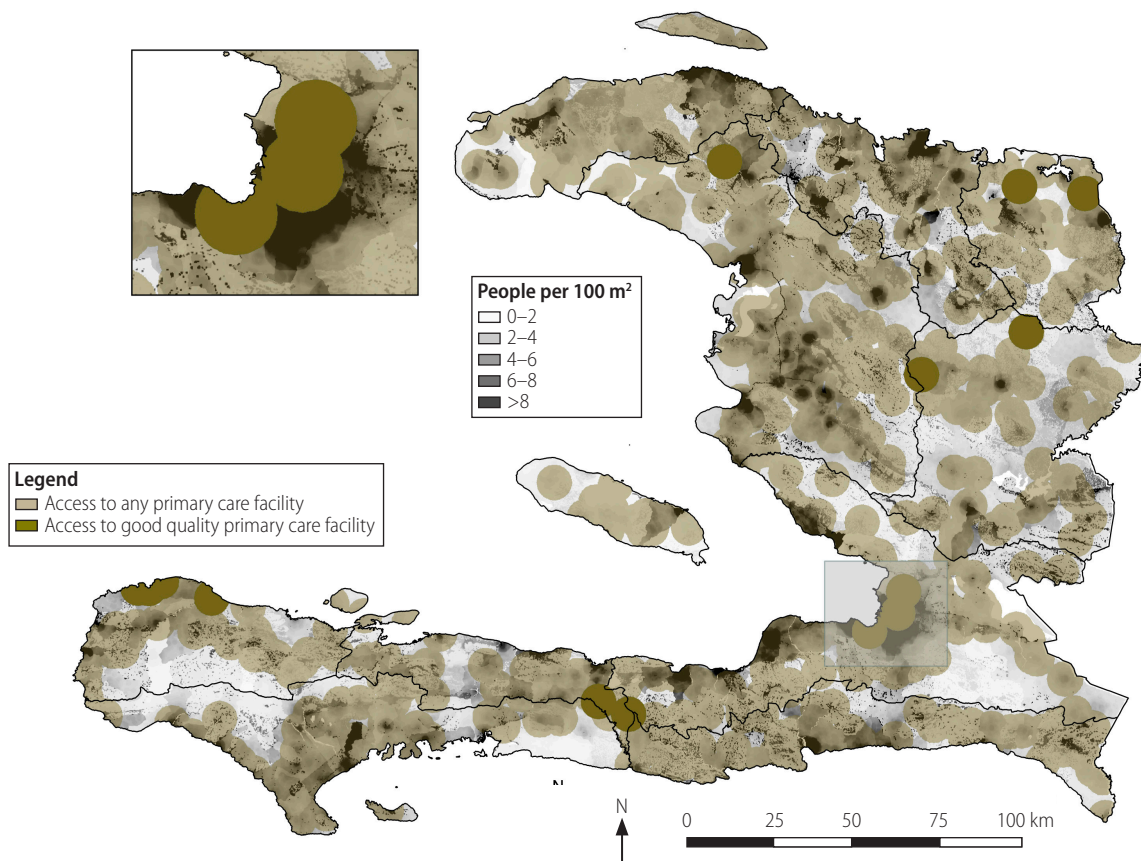 People per 100 m²
0–2
2–4
4–6
6–8
>8
Legend
Access to any primary care facility
Access to good quality primary care facility
N
N
0 25 50 75 100 km